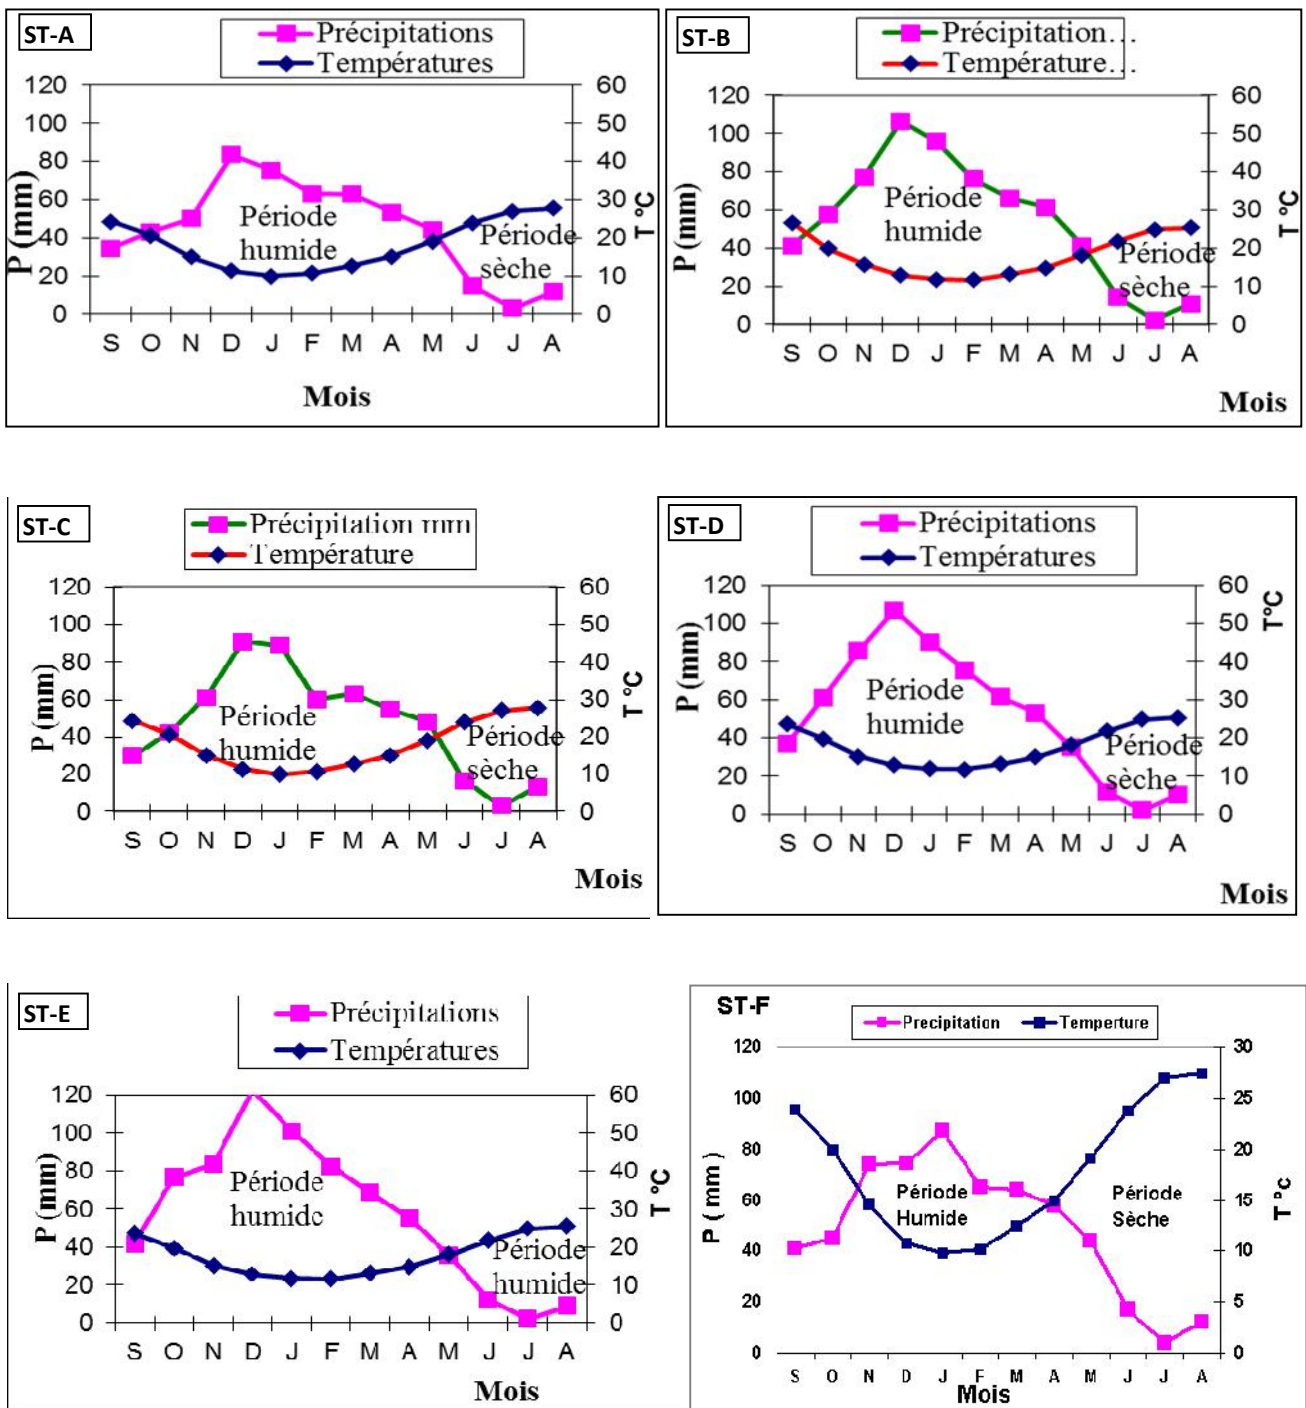 ST-A
Précipitations
Températures
120
100
80
60
40
20
0
P (mm)
60
50
40
30
20
10
0
T °C
Période
humide
Période
sèche
S O N D J F M A M J J A
Mois
ST-B
Précipitation…
Température…
120
100
80
60
40
20
0
P (mm)
60
50
40
30
20
10
0
T °C
Période
humide
Période
sèche
S O N D J F M A M J J A
Mois
ST-C
Précipitation mm
Température
120
100
80
60
40
20
0
P (mm)
60
50
40
30
20
10
0
T °C
Période
humide
Période
sèche
S O N D J F M A M J J A
Mois
ST-D
Précipitations
Températures
120
100
80
60
40
20
0
P (mm)
60
50
40
30
20
10
0
T°C
Période
humide
Période
sèche
S O N D J F M A M J J A
Mois
ST-E
Précipitations
Températures
120
100
80
60
40
20
0
P (mm)
60
50
40
30
20
10
0
T °C
Période
humide
Période
humide
S O N D J F M A M J J A
Mois
ST-F
Precipitation
Temperture
120
100
80
60
40
20
0
P ( mm )
30
25
20
15
10
5
0
T °c
Période
Humide
Période
Sèche
S O N D J F M A M J J A
Mois